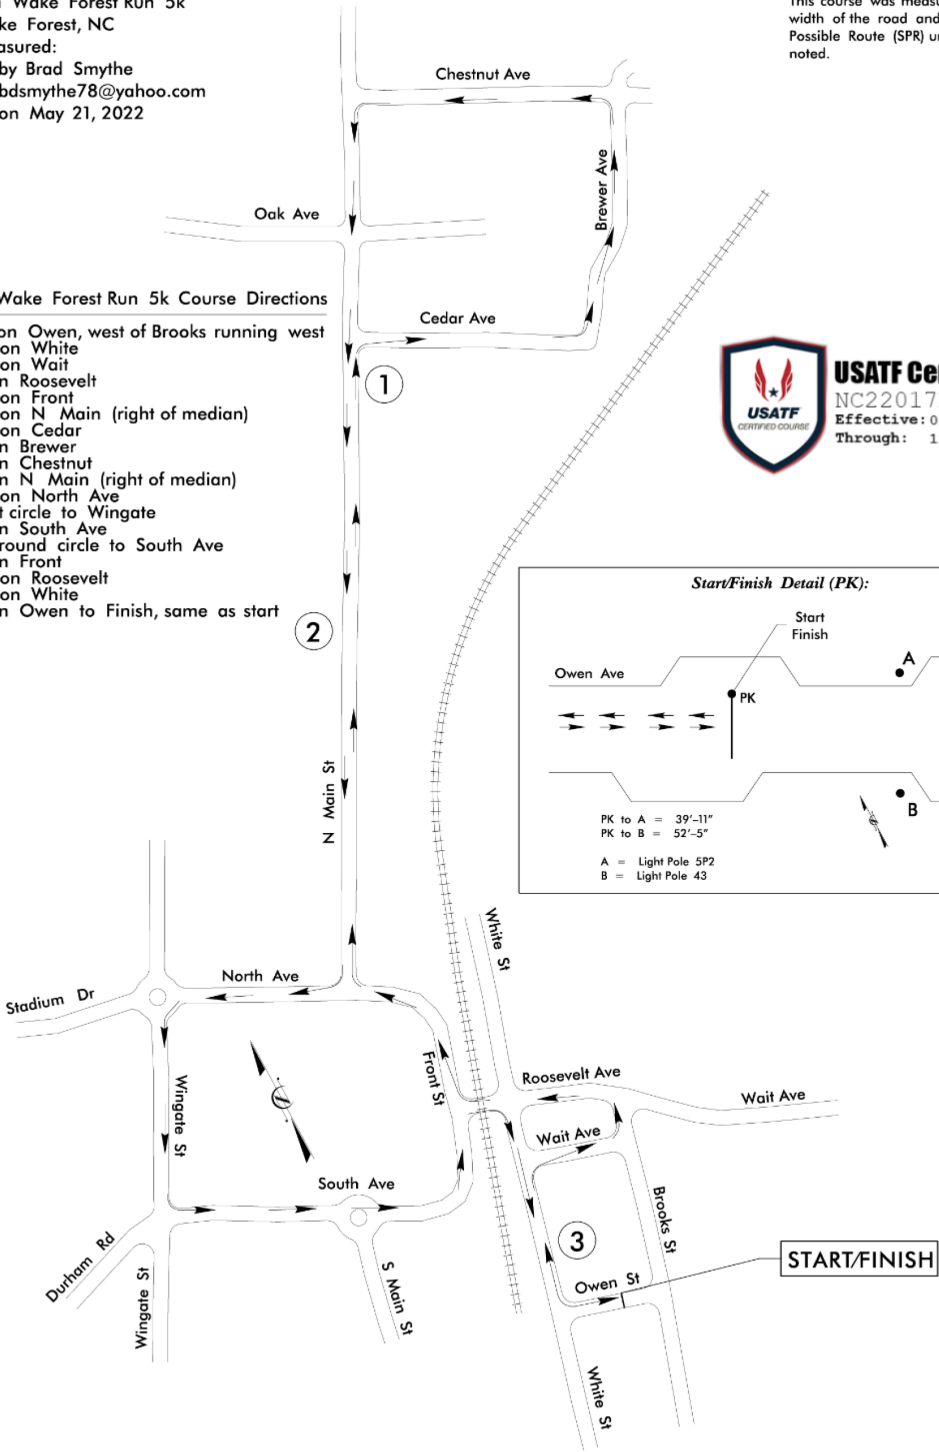 Wake Forest Run 5k
ke Forest, NC
asured:
by Brad Smythe
bdsmythe78@yahoo.com
on May 21, 2022
This course was measu
width of the road and
Possible Route (SPR) u
noted.
Chestnut Ave
Brewer Ave
Oak Ave
Wake Forest Run 5k Course Directions
on Owen, west of Brooks running west
on White
on Wait
n Roosevelt
on Front
on N Main (right of median)
on Cedar
n Brewer
n Chestnut
n N Main (right of median)
on North Ave
t circle to Wingate
n South Ave
round circle to South Ave
n Front
on Roosevelt
on White
n Owen to Finish, same as start
Cedar Ave
1
USATF
CERTIFIED COURSE
USATF Ce
NC22017
Effective: 0
Through: 1
Start/Finish Detail (PK):
Start
Finish
Owen Ave
A
PK
B
PK to A = 39'-11"
PK to B = 52'-5"
A = Light Pole 5P2
B = Light Pole 43
2
N Main St
White St
North Ave
Stadium Dr
Front St
Roosevelt Ave
Wait Ave
Wait Ave
Wingate St
South Ave
Brooks St
3
Durham Rd
Wingate St
S Main St
Owen St
START/FINISH
White St